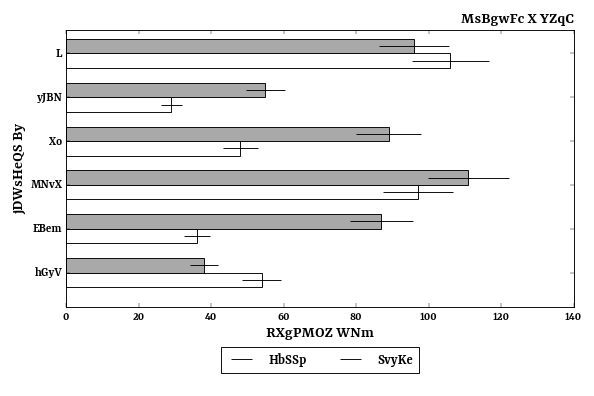 MsBgwFc X YZqC
L
yJBN
Xo
MNvX
EBem
hGyV
jDWsHeQS By
0 20 40 60 80 100 120 140
RXgPMOZ WNm
HbSSp SvyKe